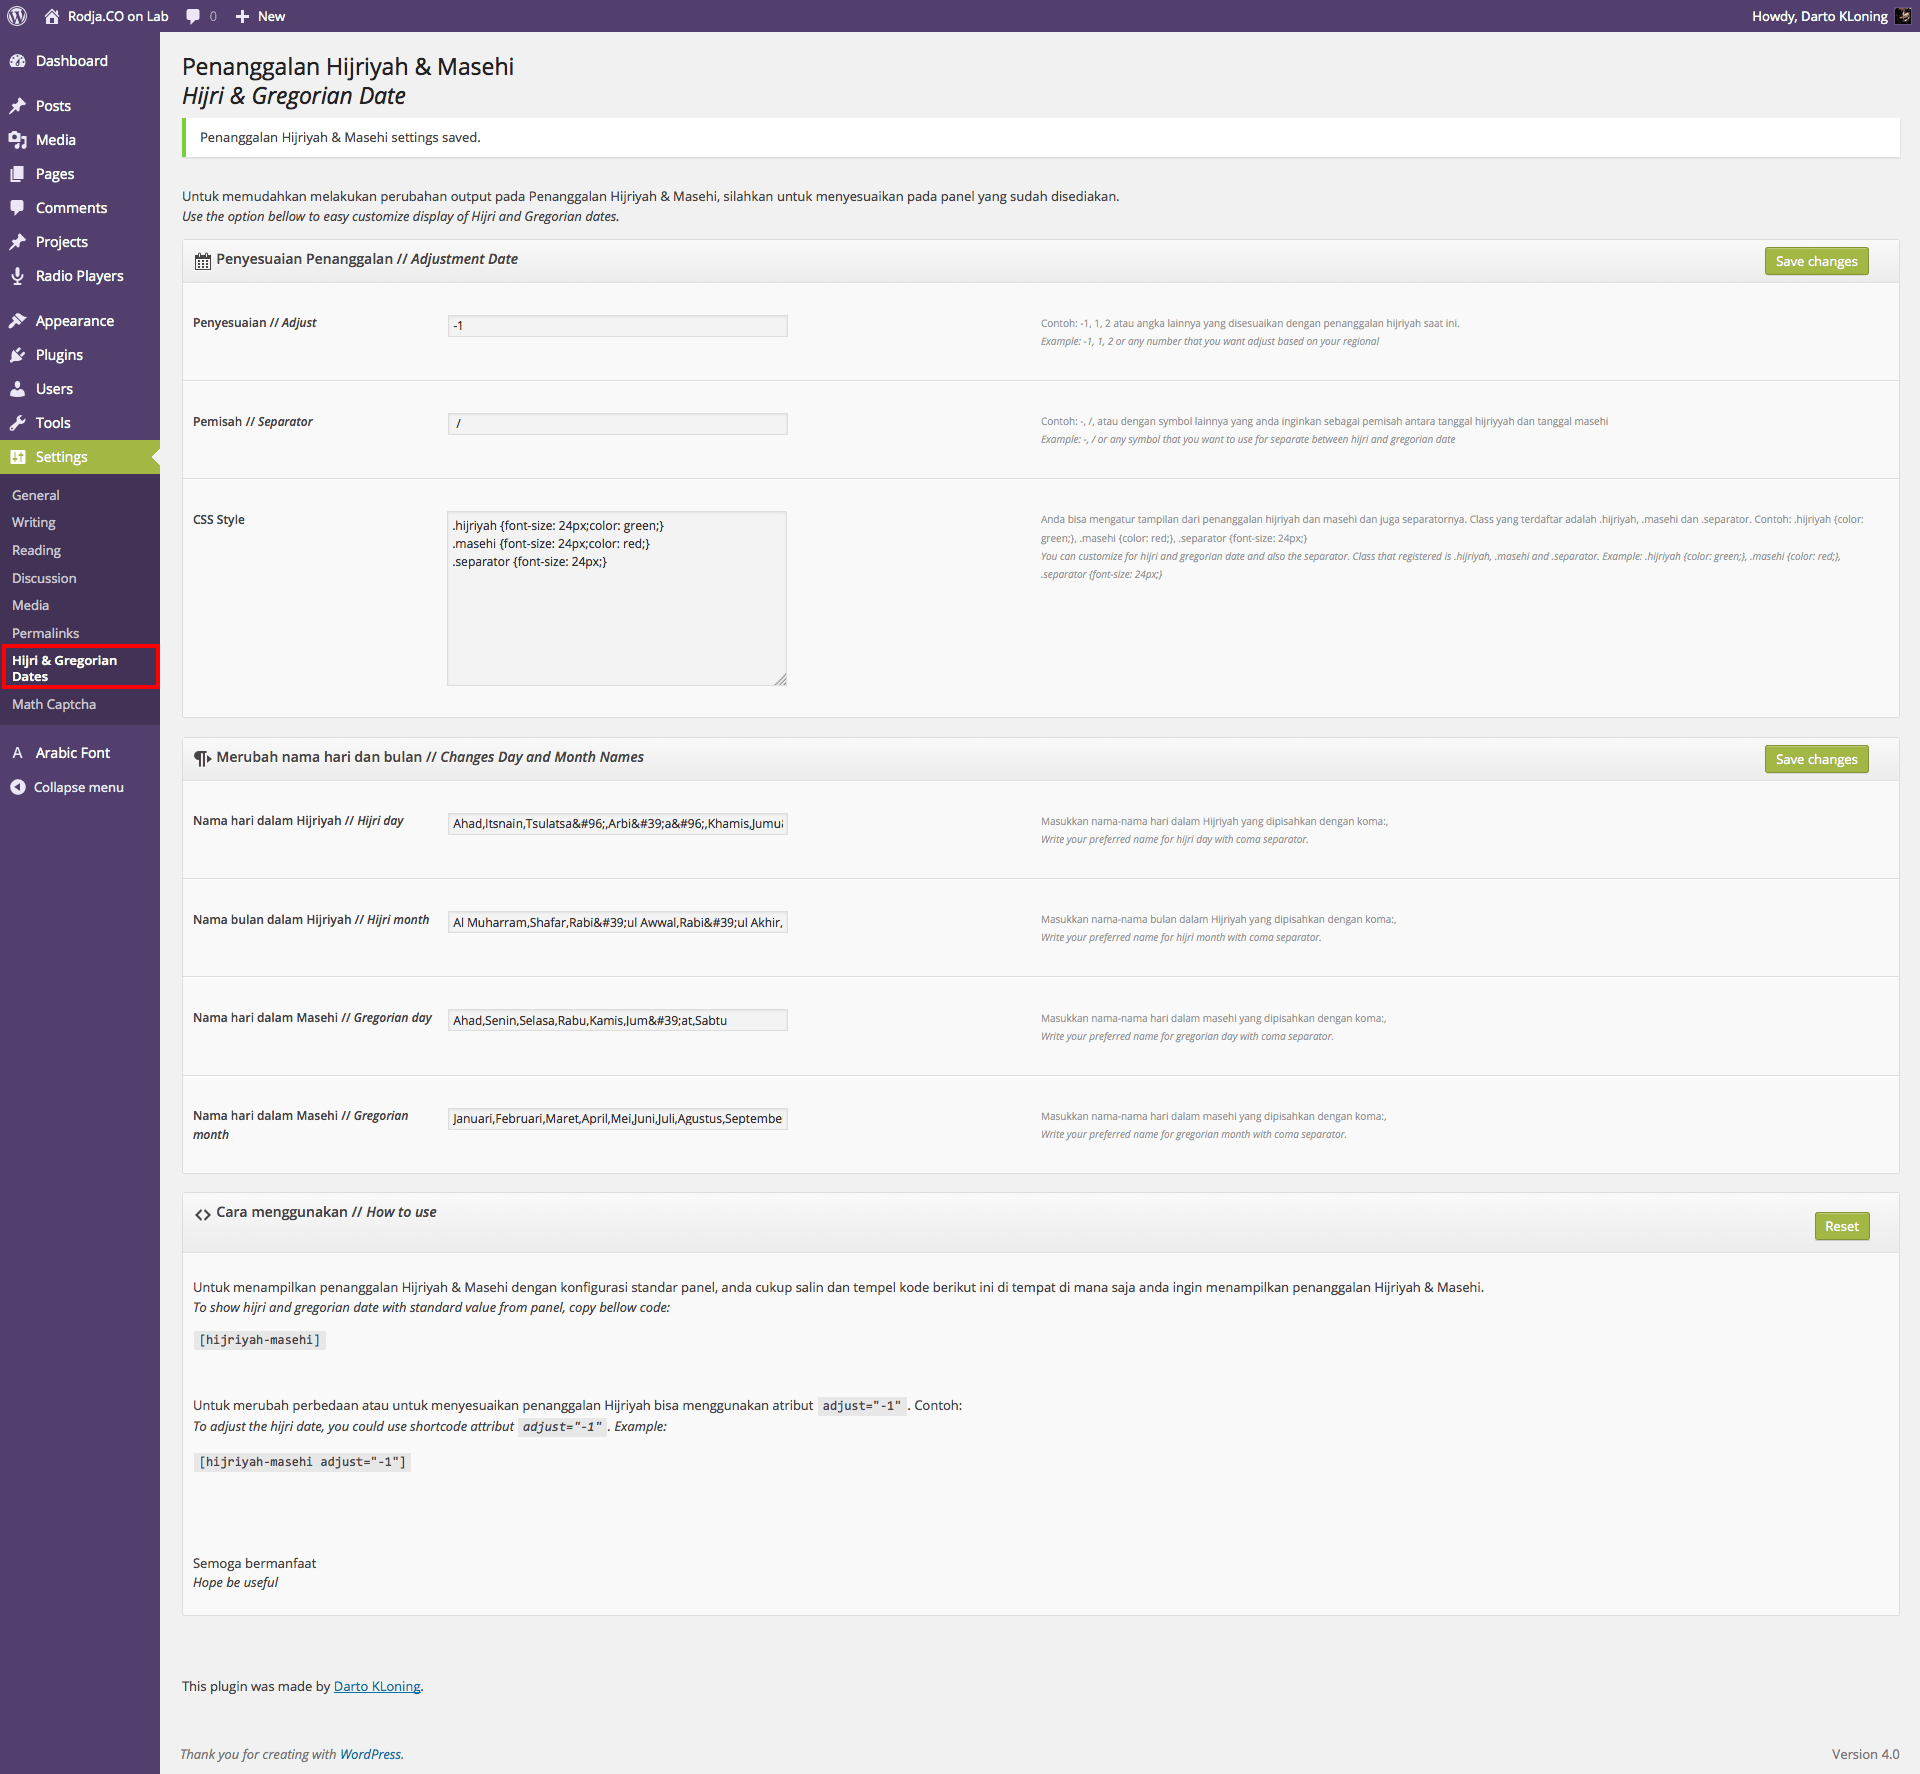 Rodja.CO on Lab 0 New Howdy, Darto KLoning
Dashboard
Posts
Media
Pages
Comments
Projects
Radio Players
Appearance
Plugins
Users
Tools
Settings
General
Writing
Reading
Discussion
Media
Permalinks
Hijri & Gregorian
Dates
Math Captcha
A Arabic Font
Collapse menu
Penanggalan Hijriyah & Masehi
Hijri & Gregorian Date
Penanggalan Hijriyah & Masehi settings saved.
Untuk memudahkan melakukan perubahan output pada Penanggalan Hijriyah & Masehi, silahkan untuk menyesuaikan pada panel yang sudah disediakan.
Use the option bellow to easy customize display of Hijri and Gregorian dates.
Penyesuaian Penanggalan // Adjustment Date
Save changes
Penyesuaian // Adjust
-1
Contoh: -1, 1, 2 atau angka lainnya yang disesuaikan dengan penanggalan hijriyah saat ini.
Example: -1, 1, 2 or any number that you want adjust based on your regional
Pemisah // Separator
/
Contoh: -, /, atau dengan symbol lainnya yang anda inginkan sebagai pemisah antara tanggal hijriyyah dan tanggal masehi
Example: -, / or any symbol that you want to use for separate between hijri and gregorian date
CSS Style
.hijriyah {font-size: 24px;color: green;}
.masehi {font-size: 24px;color: red;}
.separator {font-size: 24px;}
Anda bisa mengatur tampilan dari penanggalan hijriyah dan masehi dan juga separatornya. Class yang terdaftar adalah .hijriyah, .masehi dan .separator. Contoh: .hijriyah {color:
green;}, .masehi {color: red;}, .separator {font-size: 24px;}
You can customize for hijri and gregorian date and also the separator. Class that registered is .hijriyah, .masehi and .separator. Example: .hijriyah {color: green;}, .masehi {color: red;},
.separator {font-size: 24px;}
Merubah nama hari dan bulan // Changes Day and Month Names
Save changes
Nama hari dalam Hijriyah // Hijri day
Ahad,Itsnain,Tsulatsa&#96;,Arbi&#39;a&#96;,Khamis,Jumu&
Masukkan nama-nama hari dalam Hijriyah yang dipisahkan dengan koma:,
Write your preferred name for hijri day with coma separator.
Nama bulan dalam Hijriyah // Hijri month
Al Muharram,Shafar,Rabi&#39;ul Awwal,Rabi&#39;ul Akhir,
Masukkan nama-nama bulan dalam Hijriyah yang dipisahkan dengan koma:,
Write your preferred name for hijri month with coma separator.
Nama hari dalam Masehi // Gregorian day
Ahad,Senin,Selasa,Rabu,Kamis,Jum&#39;at,Sabtu
Masukkan nama-nama hari dalam masehi yang dipisahkan dengan koma:,
Write your preferred name for gregorian day with coma separator.
Nama hari dalam Masehi // Gregorian
month
Januari,Februari,Maret,April,Mei,Juni,Juli,Agustus,Septembe
Masukkan nama-nama hari dalam masehi yang dipisahkan dengan koma:,
Write your preferred name for gregorian month with coma separator.
Cara menggunakan // How to use
Reset
Untuk menampilkan penanggalan Hijriyah & Masehi dengan konfigurasi standar panel, anda cukup salin dan tempel kode berikut ini di tempat di mana saja anda ingin menampilkan penanggalan Hijriyah & Masehi.
To show hijri and gregorian date with standard value from panel, copy bellow code:
[hijriyah-masehi]
Untuk merubah perbedaan atau untuk menyesuaikan penanggalan Hijriyah bisa menggunakan atribut adjust="-1" . Contoh:
To adjust the hijri date, you could use shortcode attribut adjust="-1" . Example:
[hijriyah-masehi adjust="-1"]
Semoga bermanfaat
Hope be useful
This plugin was made by Darto KLoning.
Thank you for creating with WordPress.
Version 4.0